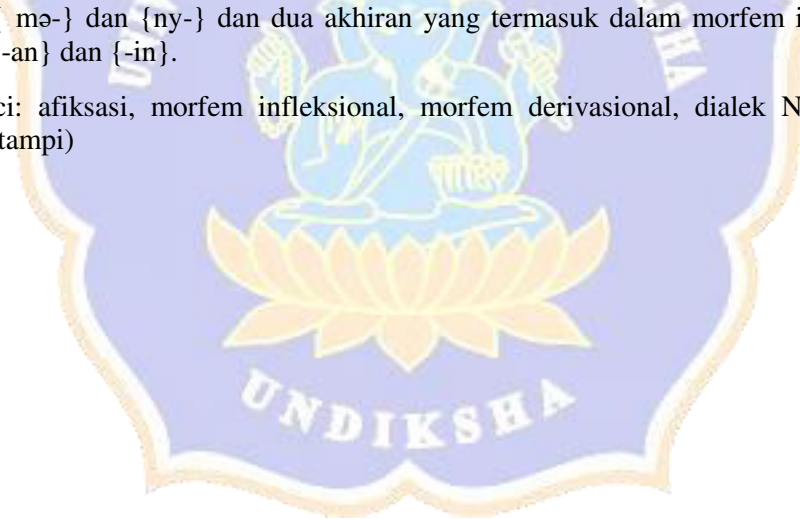 mə-} dan {ny-} dan dua akhiran yang termasuk dalam morfem i
-an} dan {-in}.
ci: afiksasi, morfem infleksional, morfem derivasional, dialek N
tampi)
UNDIKSHA